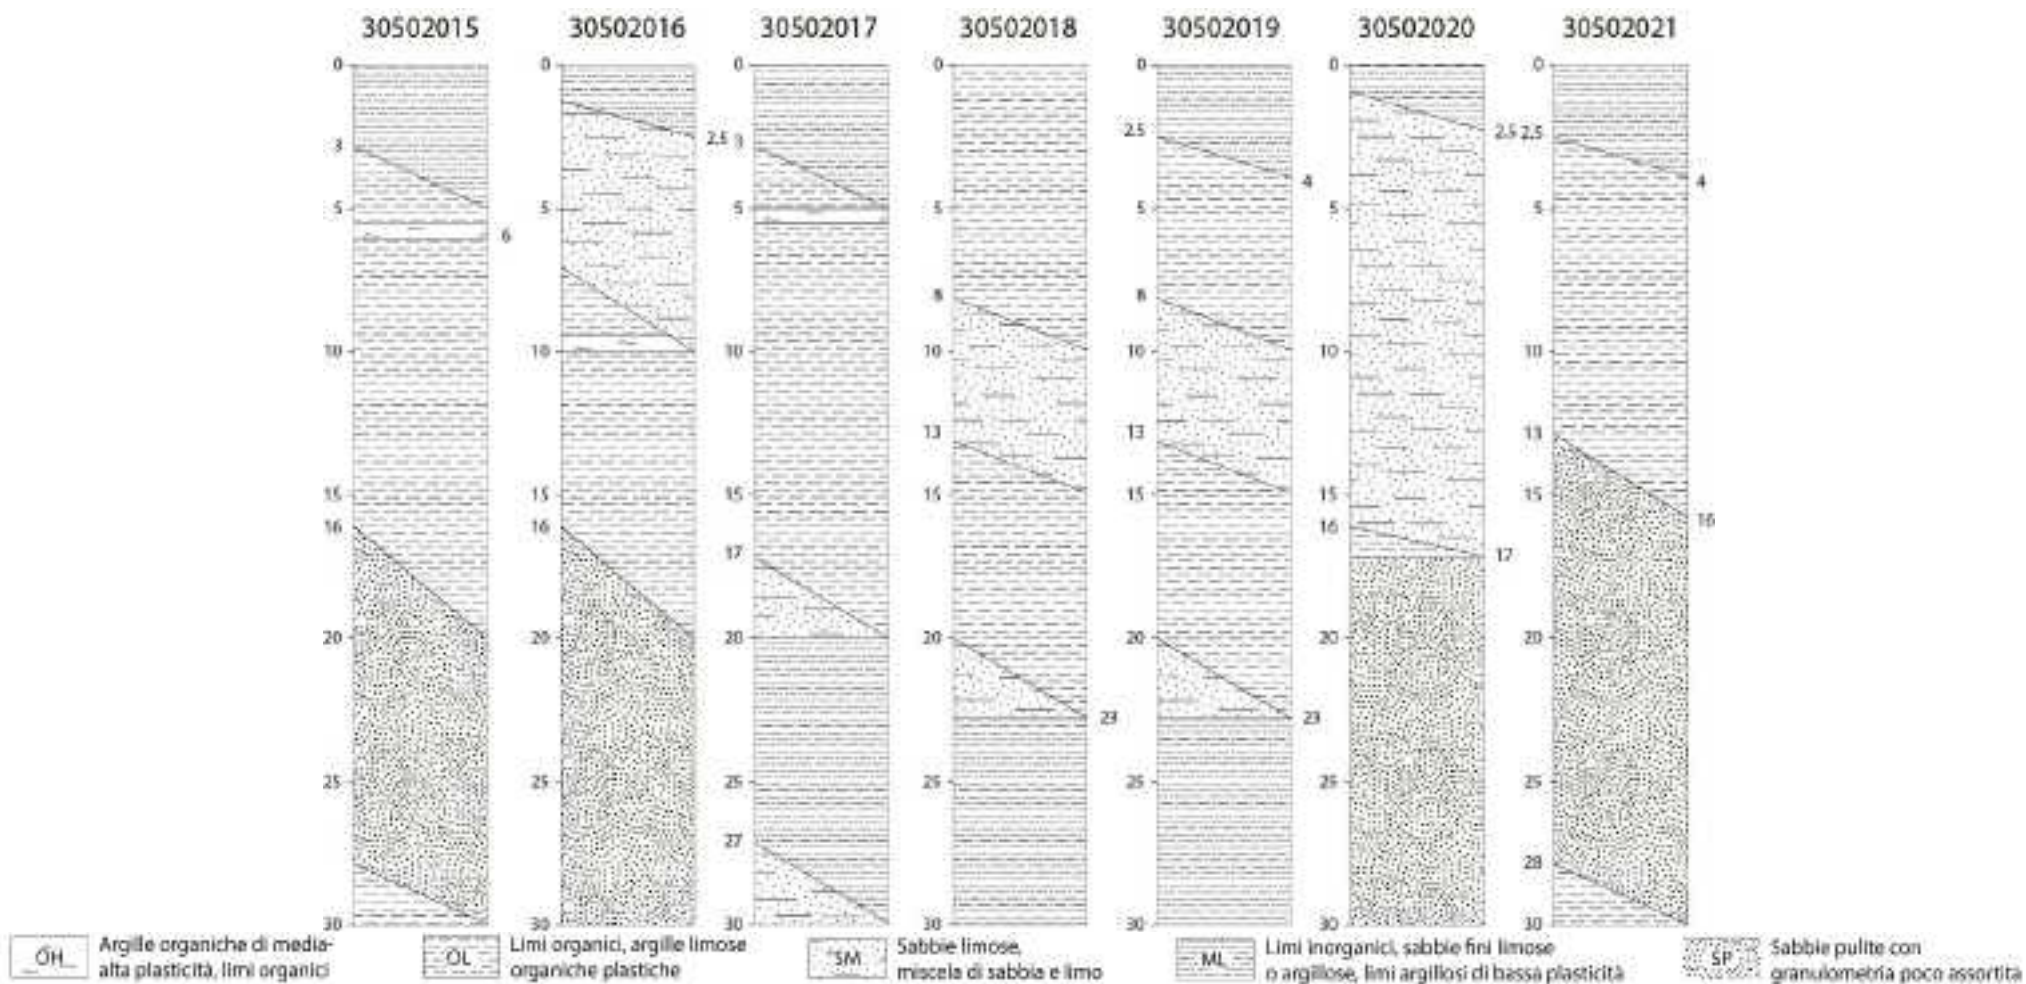 30502015 30502016 30502017 30502018 30502019 30502020 30502021
0 0 0 0 0 0 0
2.5 2.5 2.5 2.5
3 3
4 4
5 5 5 5 5 5 5
6
8 8
10 10 10 10 10 10 10
13 13 13
15 15 15 15 15 15 15
16 16 16 16
17 17
20 20 20 20 20 20 20
23 23
25 25 25 25 25 25 25
27
28
30 30 30 30 30 30 30
OH Argille organiche di media-
alta plasticità, limi organici
OL Limi organici, argille limose
organiche plastiche
SM Sabbie limose,
miscela di sabbia e limo
ML Limi inorganici, sabbie fini limose
o argillose, limi argillosi di bassa plasticità
SP Sabbie pulite con
granulometria poco assortita